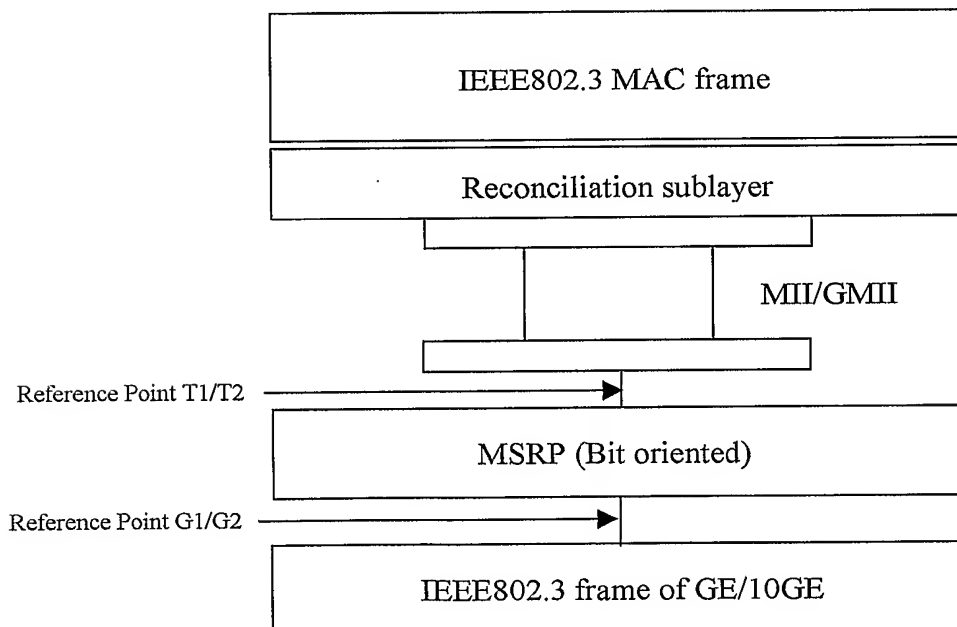 IEEE802.3 MAC frame
Reconciliation sublayer
MII/GMII
Reference Point T1/T2
MSRP (Bit oriented)
Reference Point G1/G2
IEEE802.3 frame of GE/10GE